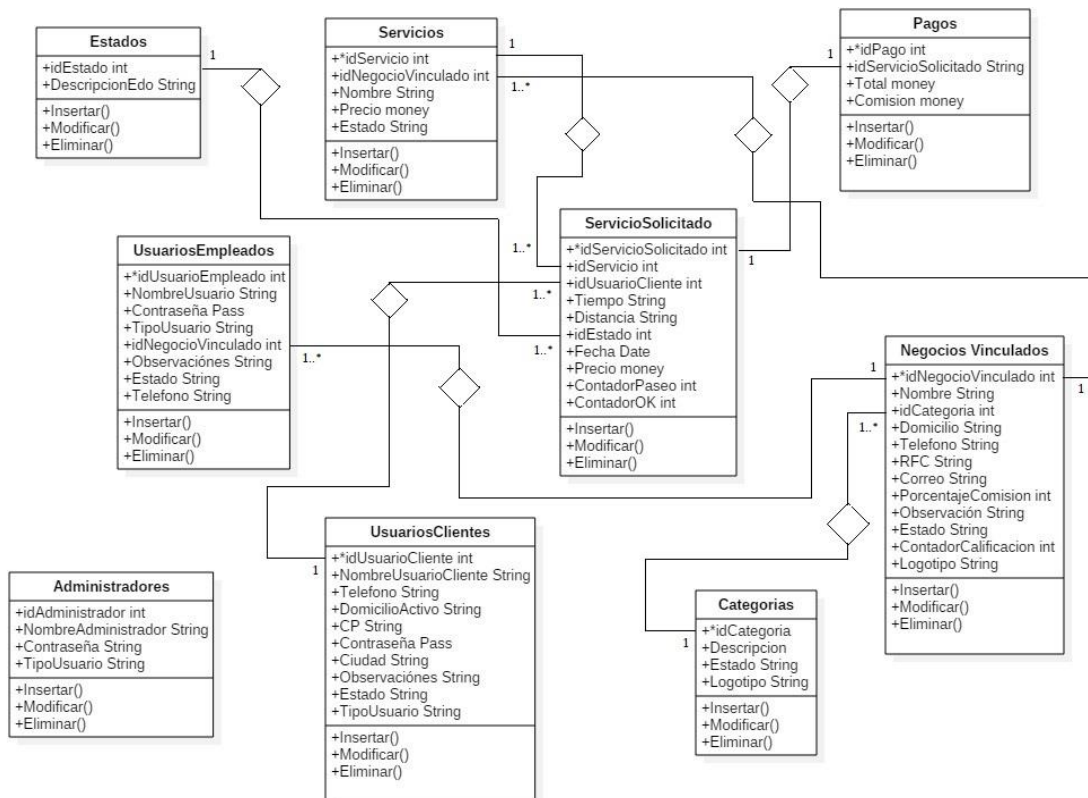 Estados
+idEstado int
+DescripcionEdo String
+Insertar()
+Modificar()
+Eliminar()
1
Servicios
+*idServicio int
+idNegocioVinculado int
+Nombre String
+Precio money
+Estado String
+Insertar()
+Modificar()
+Eliminar()
1
1..*
Pagos
+*idPago int
+idServicioSolicitado String
+Total money
+Comision money
+Insertar()
+Modificar()
+Eliminar()
1
UsuariosEmpleados
+*idUsuarioEmpleado int
+NombreUsuario String
+Contraseña Pass
+TipoUsuario String
+idNegocioVinculado int
+Observaciónes String
+Estado String
+Telefono String
+Insertar()
+Modificar()
+Eliminar()
1..*
ServicioSolicitado
+*idServicioSolicitado int
+idServicio int
+idUsuarioCliente int
+Tiempo String
+Distancia String
+idEstado int
+Fecha Date
+Precio money
+ContadorPaseo int
+ContadorOK int
+Insertar()
+Modificar()
+Eliminar()
1..*
1..*
1..*
1
Negocios Vinculados
+*idNegocioVinculado int
+Nombre String
+idCategoria int
+Domicilio String
+Telefono String
+RFC String
+Correo String
+PorcentajeComision int
+Observación String
+Estado String
+ContadorCalificacion int
+Logotipo String
+Insertar()
+Modificar()
+Eliminar()
1
1..*
1
Administradores
+idAdministrador int
+NombreAdministrador String
+Contraseña String
+TipoUsuario String
+Insertar()
+Modificar()
+Eliminar()
UsuariosClientes
+*idUsuarioCliente int
+NombreUsuarioCliente String
+Telefono String
+DomicilioActivo String
+CP String
+Contraseña Pass
+Ciudad String
+Observaciónes String
+Estado String
+TipoUsuario String
+Insertar()
+Modificar()
+Eliminar()
1
Categorias
+*idCategoria
+Descripcion
+Estado String
+Logotipo String
+Insertar()
+Modificar()
+Eliminar()
1